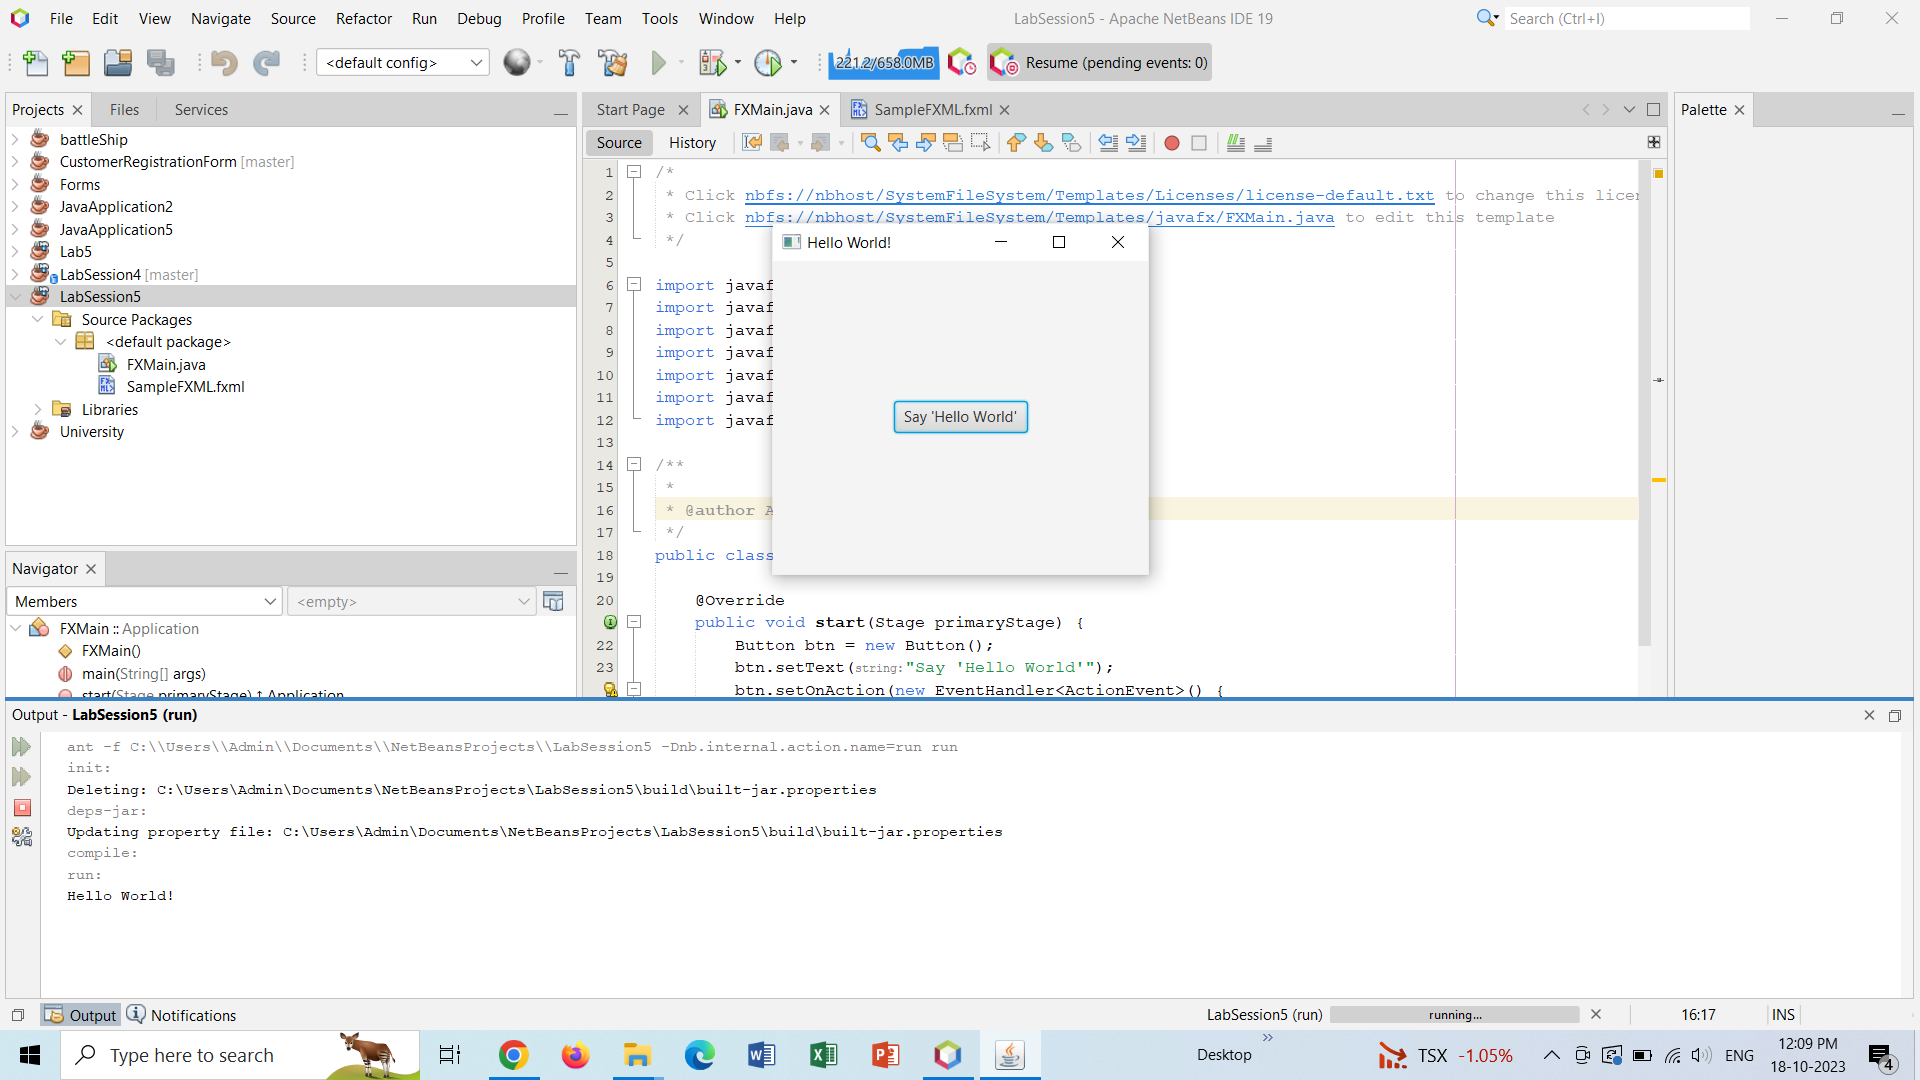 File Edit View Navigate Source Refactor Run Debug Profile Team Tools Window Help
LabSession5 - Apache NetBeans IDE 19
Search (Ctrl+I)
<default config>
221.2/658.0MB
Resume (pending events: 0)
Projects Files Services
battleShip
CustomerRegistrationForm [master]
Forms
JavaApplication2
JavaApplication5
Lab5
LabSession4 [master]
LabSession5
Source Packages
<default package>
FXMain.java
SampleFXML.fxml
Libraries
University
Navigator
Members
<empty>
FXMain :: Application
FXMain()
main(String[] args)
start(Stage primaryStage) ↑ Application
Start Page FXMain.java SampleFXML.fxml
Source History
1 /*
2 * Click nbfs://nbhost/SystemFileSystem/Templates/Licenses/license-default.txt to change this licen
3 * Click nbfs://nbhost/SystemFileSystem/Templates/javafx/FXMain.java to edit this template
4 */
5
6 import javaf
7 import javaf
8 import javaf
9 import javaf
10 import javaf
11 import javaf
12 import javaf
13
14 /**
15 *
16 * @author A
17 */
18 public class
19
20 @Override
public void start(Stage primaryStage) {
22 Button btn = new Button();
23 btn.setText(string:"Say 'Hello World'");
btn.setOnAction(new EventHandler<ActionEvent>() {
Hello World!
Say 'Hello World'
Palette
Output - LabSession5 (run)
ant -f C:\\Users\\Admin\\Documents\\NetBeansProjects\\LabSession5 -Dnb.internal.action.name=run run
init:
Deleting: C:\Users\Admin\Documents\NetBeansProjects\LabSession5\build\built-jar.properties
deps-jar:
Updating property file: C:\Users\Admin\Documents\NetBeansProjects\LabSession5\build\built-jar.properties
compile:
run:
Hello World!
Output Notifications
LabSession5 (run)
running...
16:17
INS
Type here to search
Desktop
TSX -1.05%
ENG
12:09 PM
18-10-2023
4